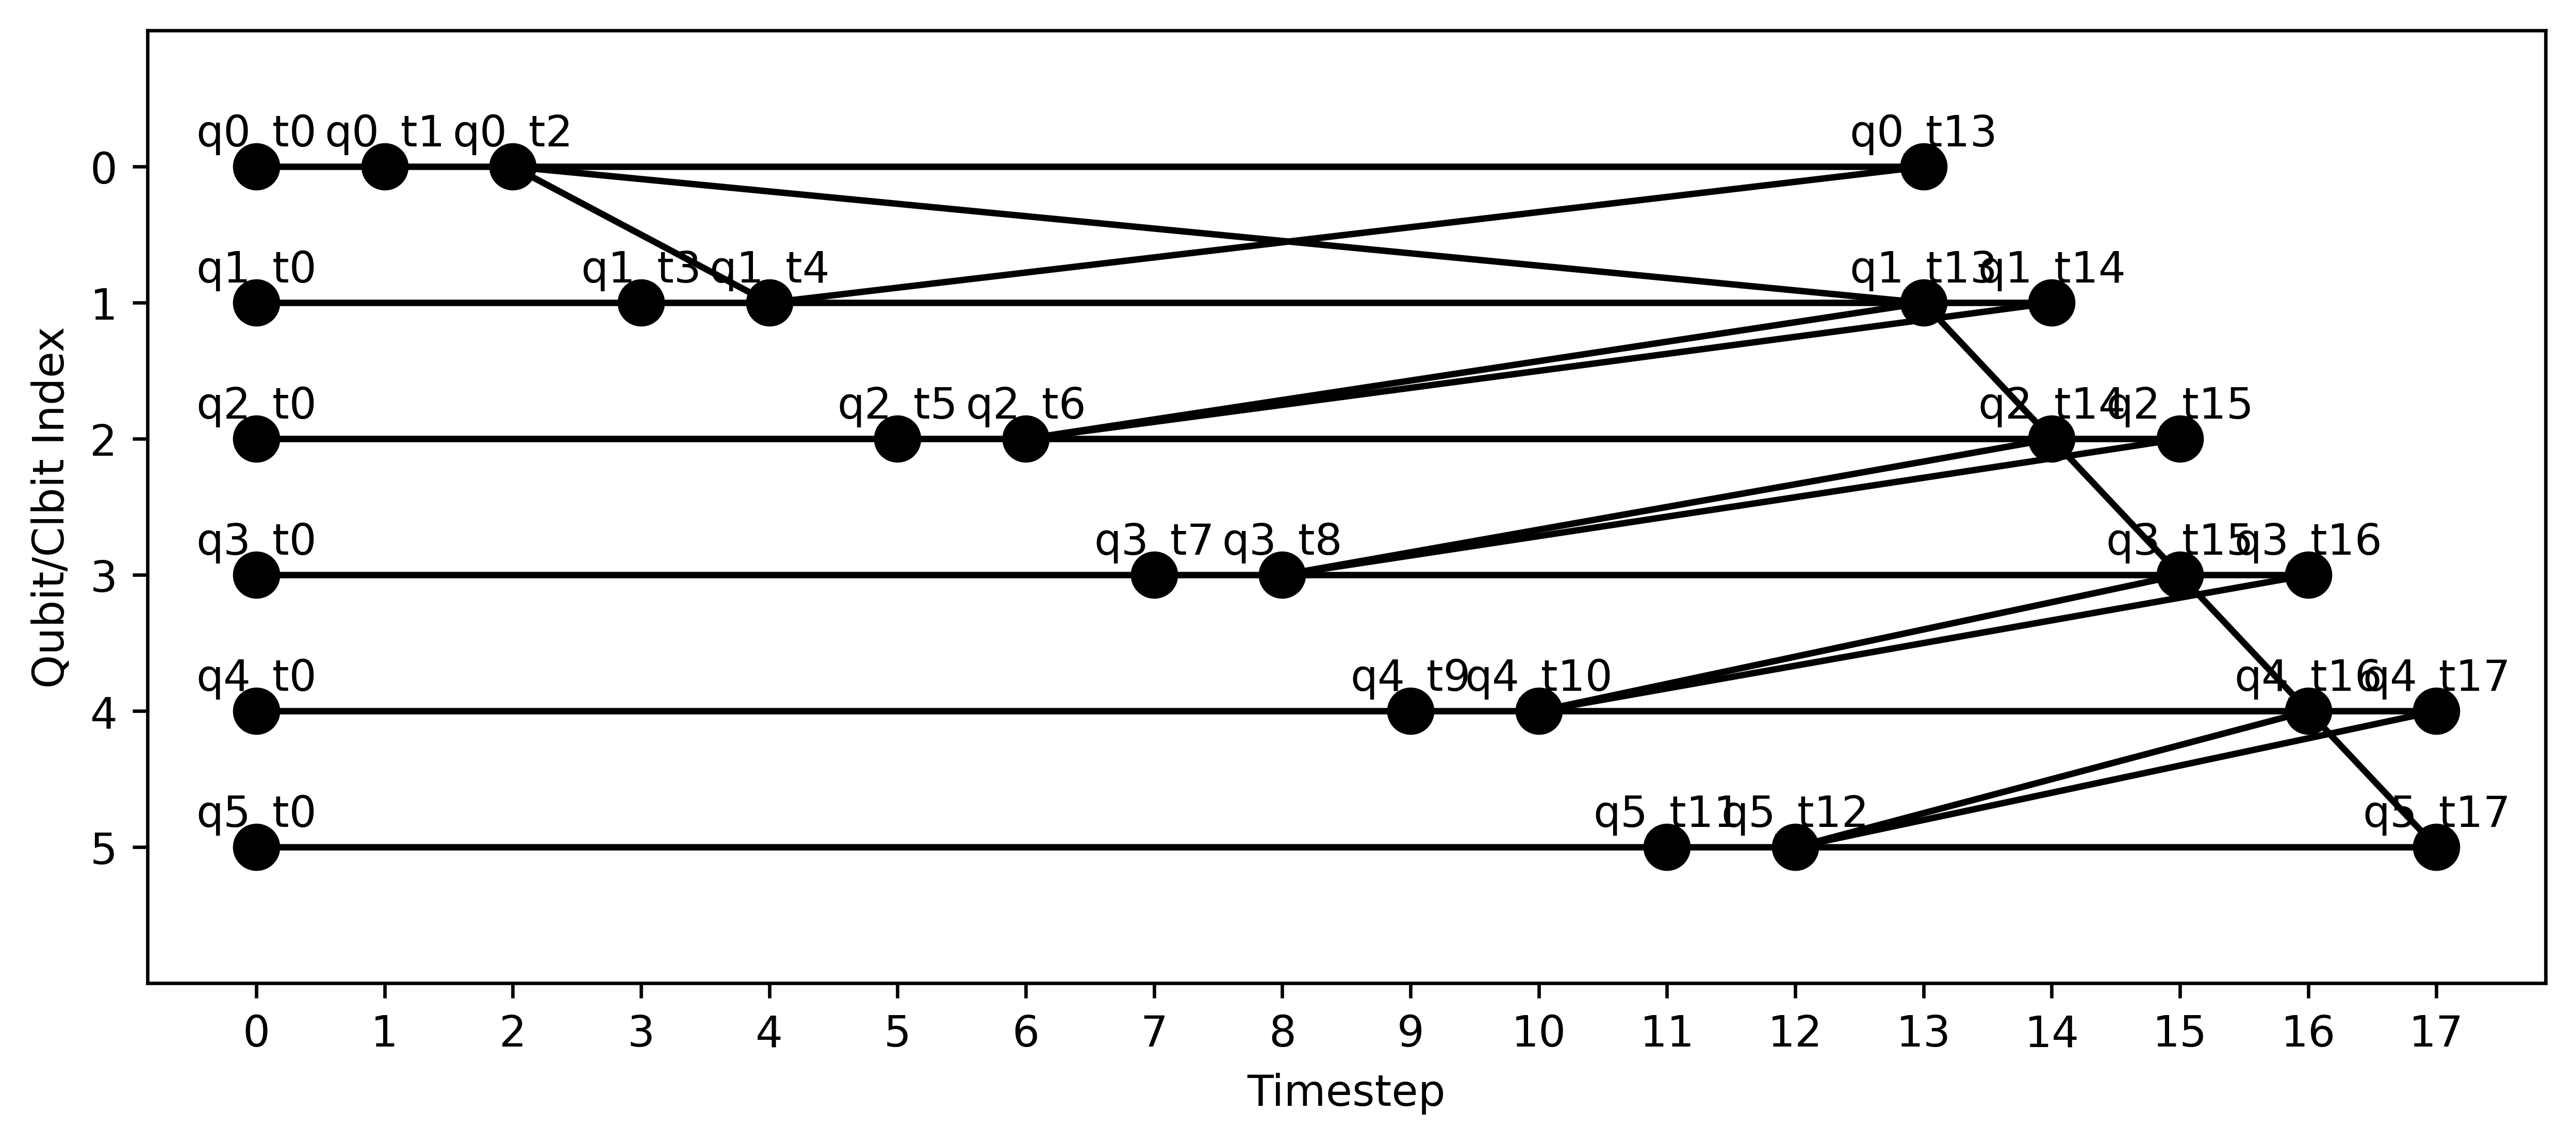 q0_t0 q0_t1 q0_t2 q0_t13
0
q1_t0 q1_t3 q1_t4 q1_t13 q1_t14
1
q2_t0 q2_t5 q2_t6 q2_t14 q2_t15
2
q3_t0 q3_t7 q3_t8 q3_t15 q3_t16
3
q4_t0 q4_t9 q4_t10 q4_t16 q4_t17
4
q5_t0 q5_t11 q5_t12 q5_t17
5
Qubit/Clbit Index
0 1 2 3 4 5 6 7 8 9 10 11 12 13 14 15 16 17
Timestep